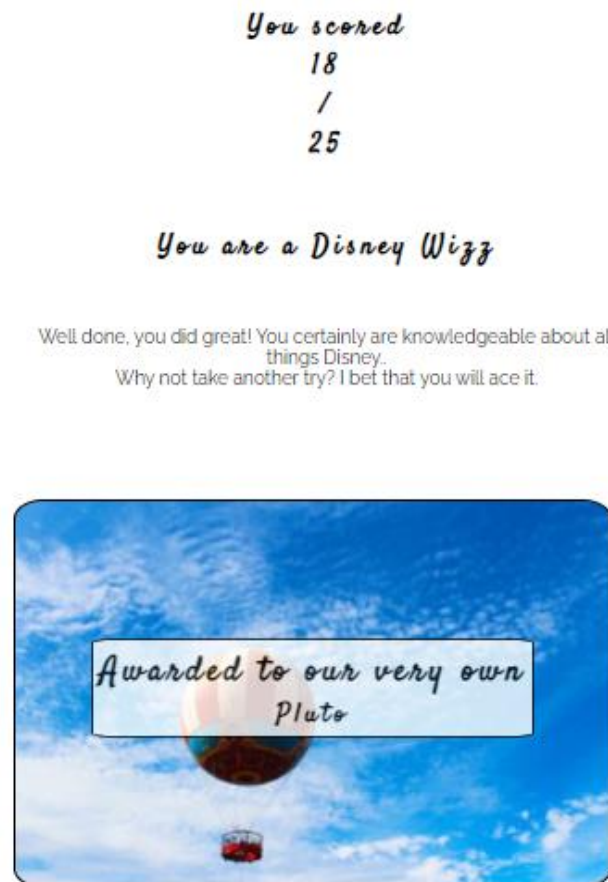 You scored
18
/
25
You are a Disney Wizz
Well done, you did great! You certainly are knowledgeable about al
things Disney..
Why not take another try? I bet that you will ace it.
Awarded to our very own
Pluto